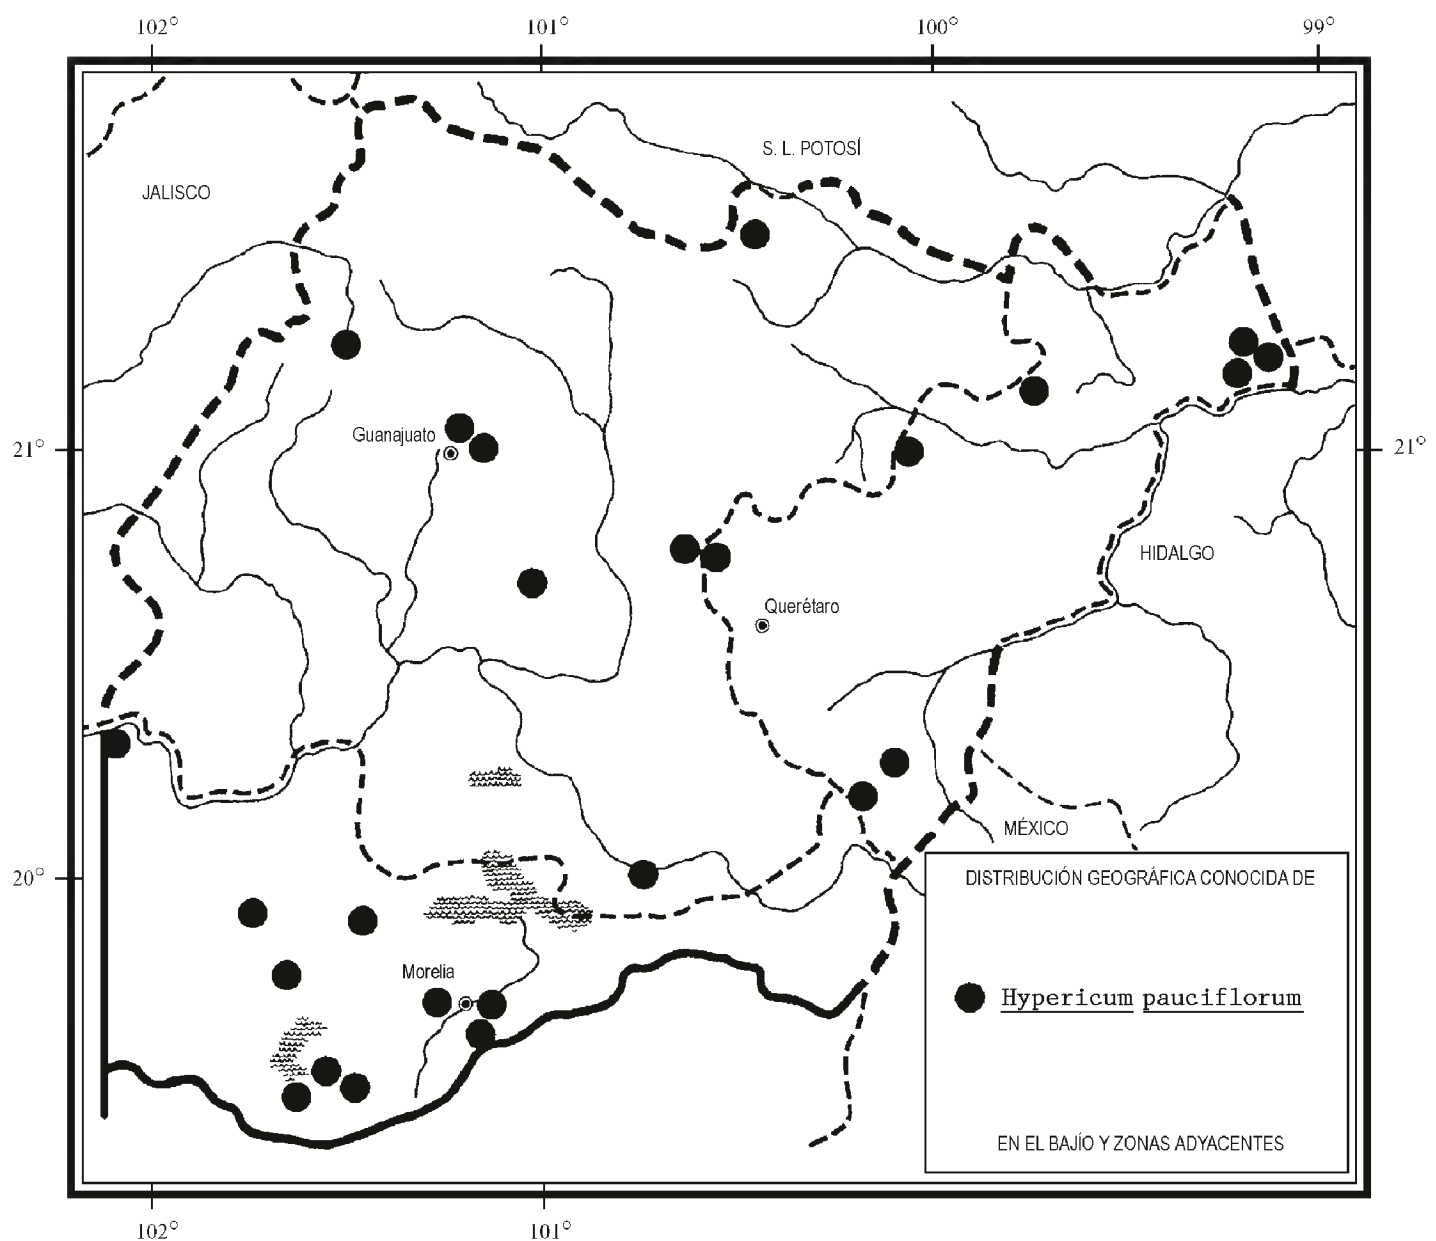 102° 101° 100° 99°
S. L. POTOSÍ
JALISCO
Guanajuato
21° 21°
HIDALGO
Querétaro
MÉXICO
20°
DISTRIBUCIÓN GEOGRÁFICA CONOCIDA DE
Morelia
Hypericum pauciflorum
EN EL BAJÍO Y ZONAS ADYACENTES
102° 101°